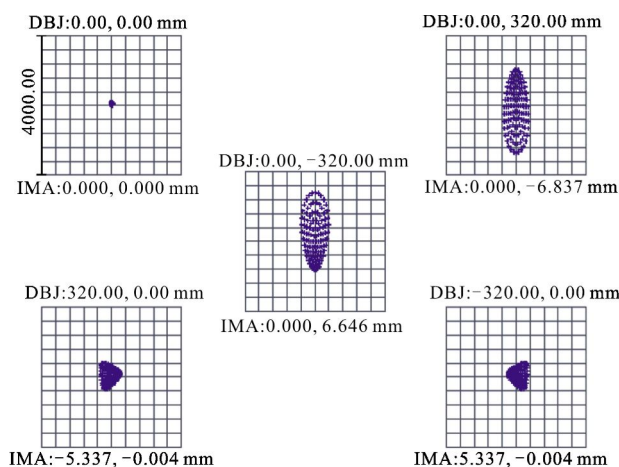 DBJ:0.00, 0.00 mm
DBJ:0.00, 320.00 mm
4000.00
IMA:0.000, 0.000 mm
IMA:0.000, −6.837 mm
DBJ:0.00, −320.00 mm
IMA:0.000, 6.646 mm
DBJ:320.00, 0.00 mm
DBJ:−320.00, 0.00 mm
IMA:−5.337, −0.004 mm
IMA:5.337, −0.004 mm